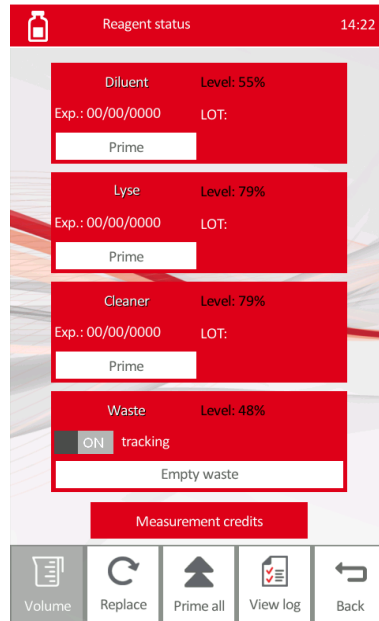 Reagent status 14:22
Diluent Level: 55%
Exp.: 00/00/0000 LOT:
Prime
Lyse Level: 79%
Exp.: 00/00/0000 LOT:
Prime
Cleaner Level: 79%
Exp.: 00/00/0000 LOT:
Prime
Waste Level: 48%
ON tracking
Empty waste
Measurement credits
Volume Replace Prime all View log Back